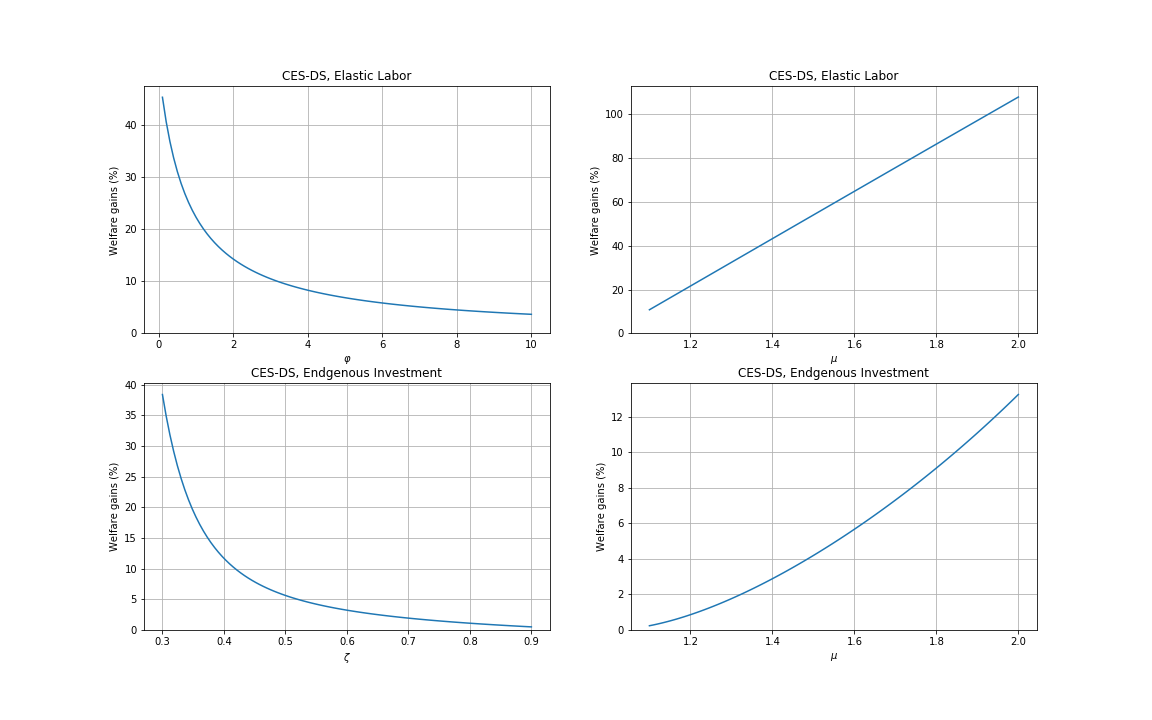 CES-DS, Elastic Labor
Welfare gains (%)
40
30
20
10
0
0 2 4 6 8 10
φ
CES-DS, Elastic Labor
Welfare gains (%)
100
80
60
40
20
0
1.2 1.4 1.6 1.8 2.0
μ
CES-DS, Endgenous Investment
Welfare gains (%)
40
35
30
25
20
15
10
5
0
0.3 0.4 0.5 0.6 0.7 0.8 0.9
ζ
CES-DS, Endgenous Investment
Welfare gains (%)
12
10
8
6
4
2
0
1.2 1.4 1.6 1.8 2.0
μ